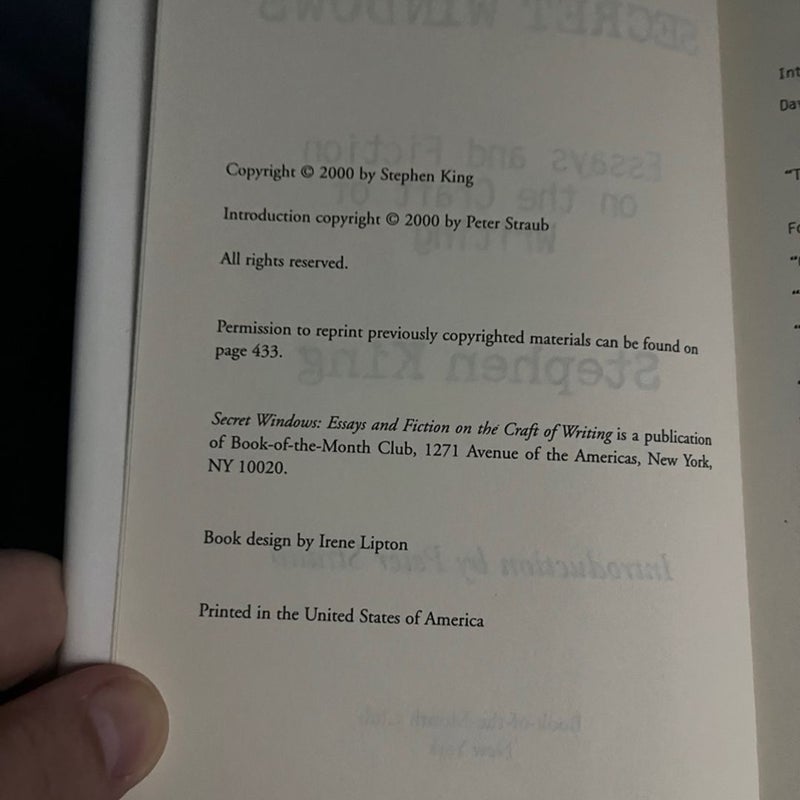 Copyright © 2000 by Stephen King
Introduction copyright © 2000 by Peter Straub
All rights reserved.
Permission to reprint previously copyrighted materials can be found on
page 433.
Secret Windows: Essays and Fiction on the Craft of Writing is a publication
of Book-of-the-Month Club, 1271 Avenue of the Americas, New York,
NY 10020.
Book design by Irene Lipton
Printed in the United States of America